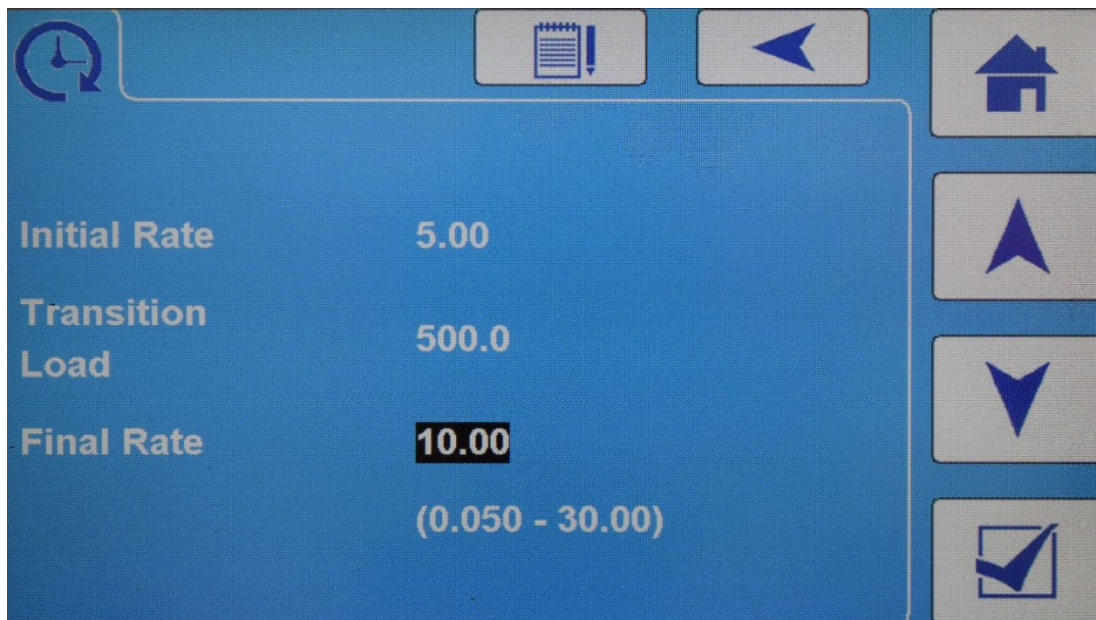 Initial Rate 5.00
Transition
Load 500.0
Final Rate 10.00
(0.050 - 30.00)